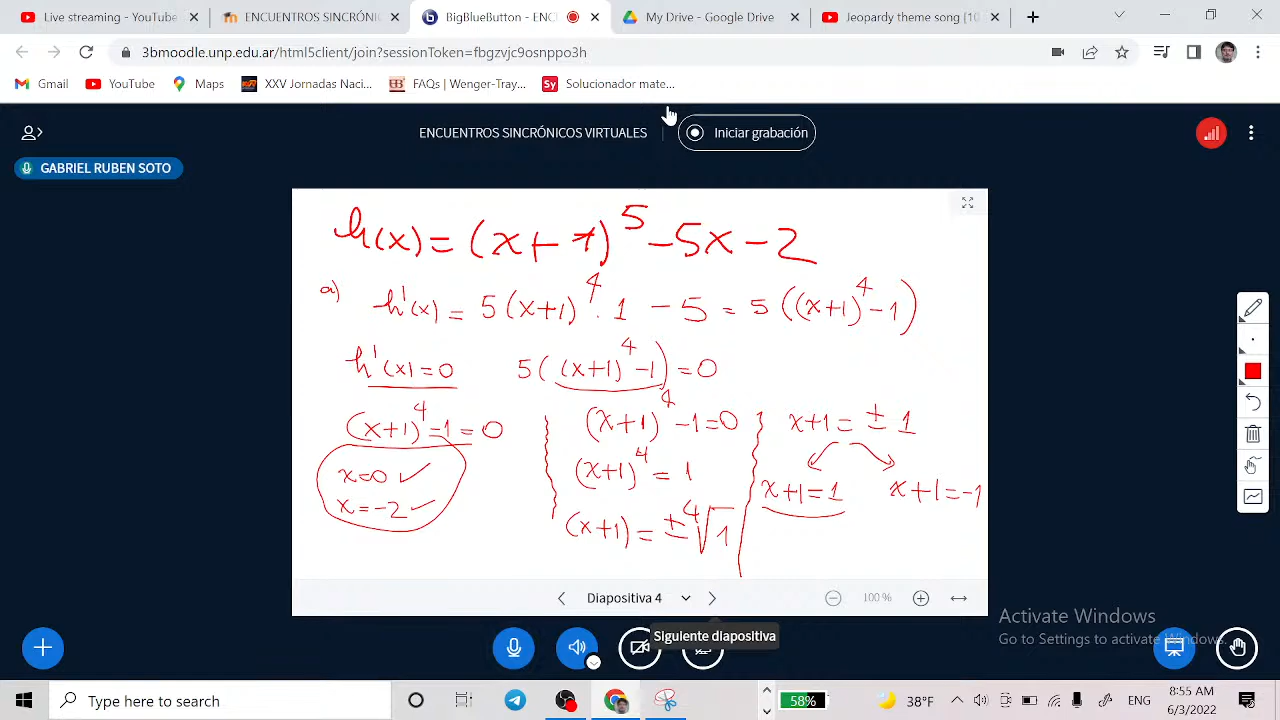 Live streaming - YouTube
ENCUENTROS SINCRÓNIC
BigBlueButton - ENC
My Drive - Google Drive
Jeopardy theme song [10
3bmoodle.unp.edu.ar/html5client/join?sessionToken=fbgzvjc9osnppo3h
Gmail YouTube Maps XXV Jornadas Naci... FAQs (Wenger-Tray... Sy Solucionador mate...
ENCUENTROS SINCRÓNICOS VIRTUALES Iniciar grabación
GABRIEL RUBEN SOTO
h(x) = (x+1)^5 - 5x - 2
a) h'(x) = 5(x+1)^4 . 1 - 5 = 5((x+1)^4 - 1)
h'(x) = 0 5((x+1)^4 - 1) = 0
(x+1)^4 - 1 = 0
x = 0 ✓
x = -2 ✓
(x+1)^4 - 1 = 0
(x+1)^4 = 1
(x+1) = ± ⁴√1
x+1 = ± 1
x+1 = 1 x+1 = -1
Diapositiva 4 100 %
Siguiente diapositiva
Activate Windows
Go to Settings to activate Windows.
Type here to search
58%
38°F
ENG
8:55 AM
6/3/2022